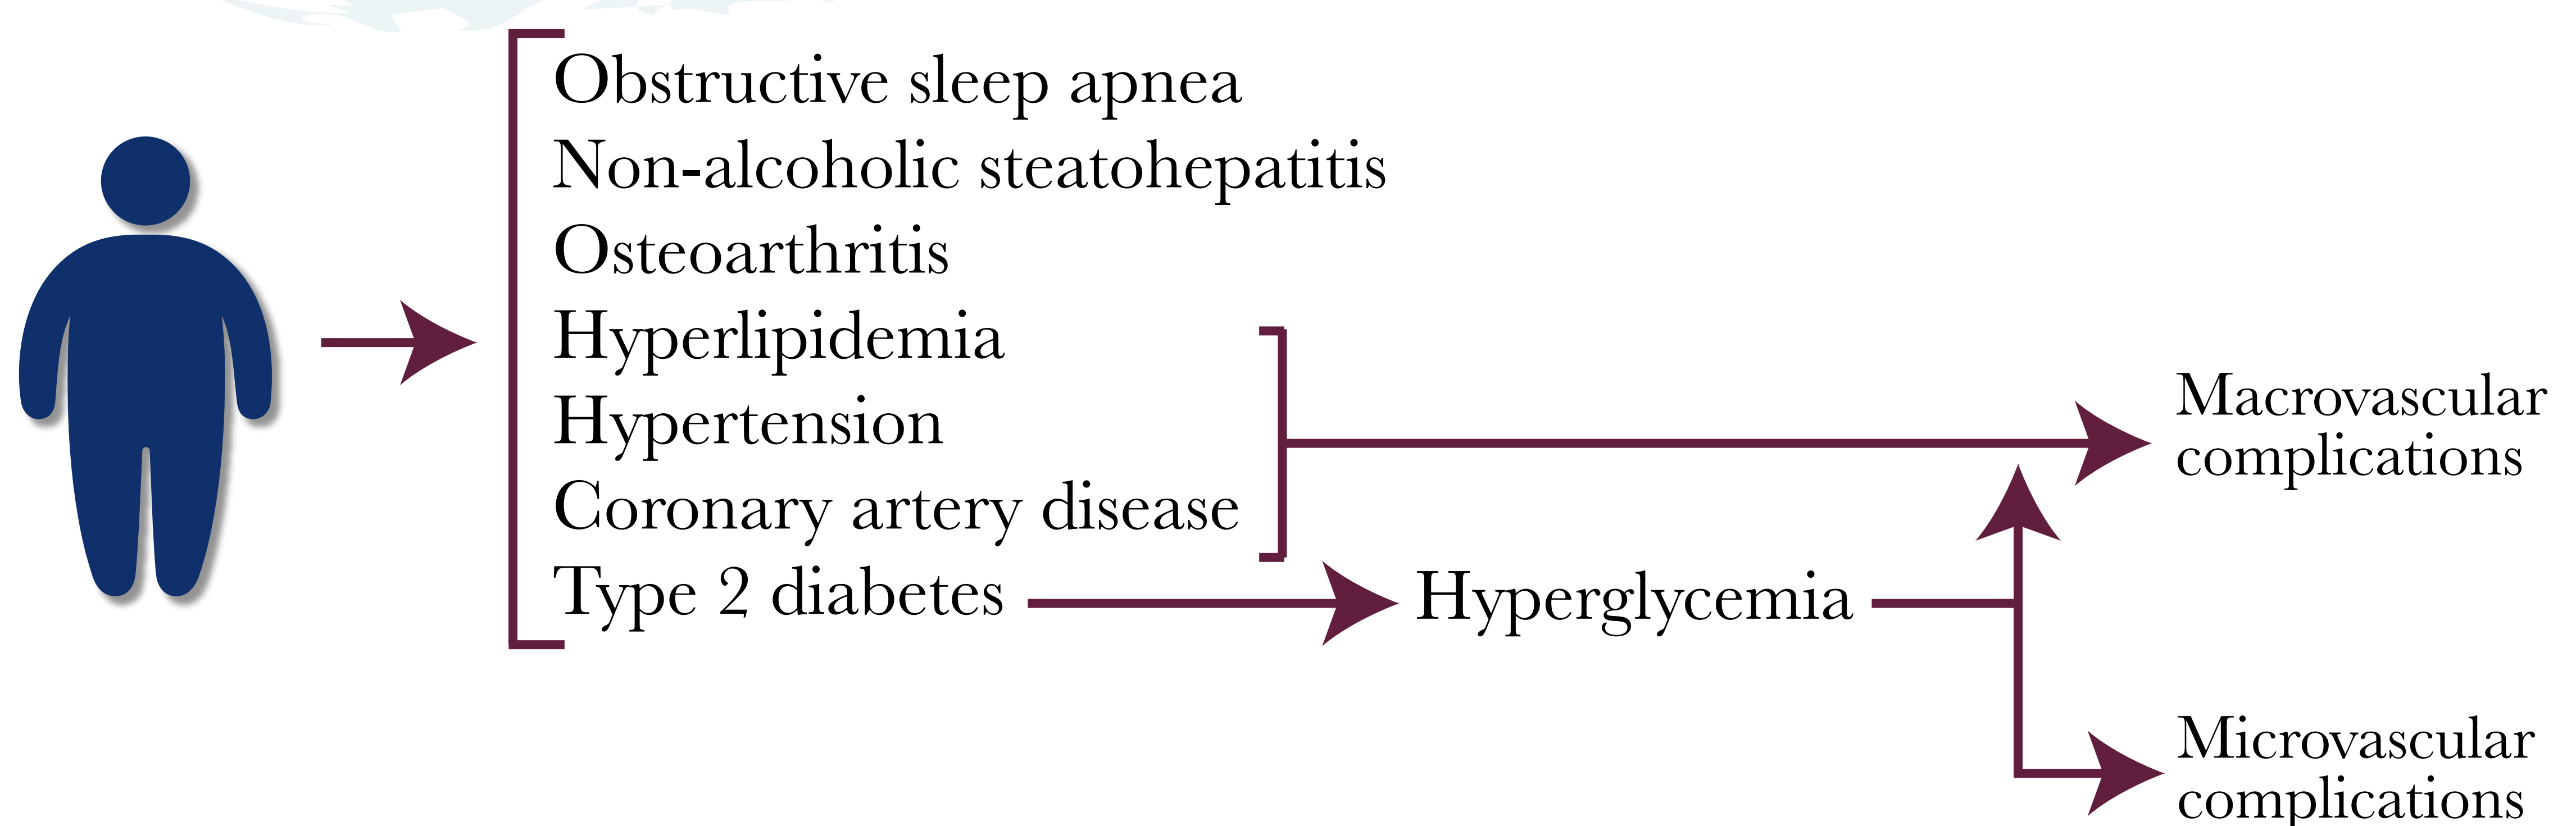 Obstructive sleep apnea
Non-alcoholic steatohepatitis
Osteoarthritis
Hyperlipidemia
Hypertension
Coronary artery disease
Type 2 diabetes
Hyperglycemia
Macrovascular
complications
Microvascular
complications